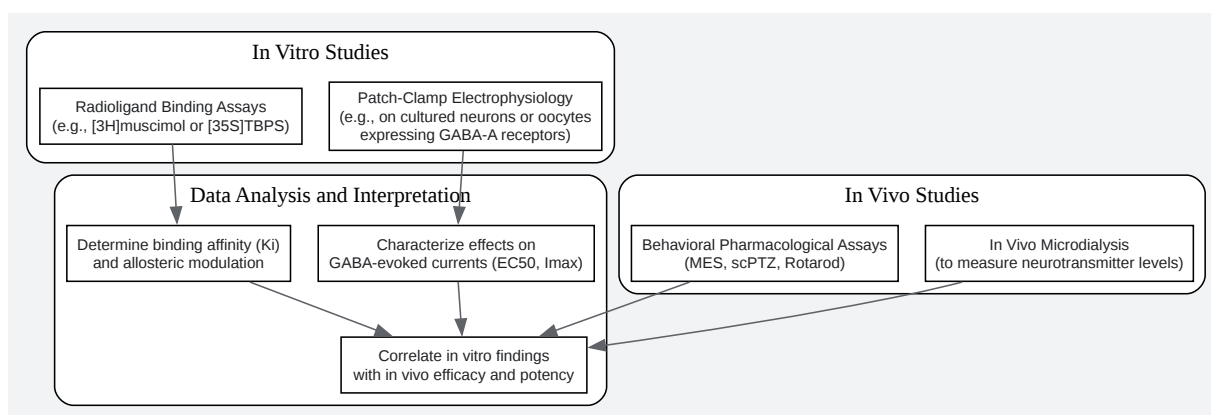 In Vitro Studies
Radioligand Binding Assays
(e.g., [3H]muscimol or [35S]TBPS)
Patch-Clamp Electrophysiology
(e.g., on cultured neurons or oocytes
expressing GABA-A receptors)
Data Analysis and Interpretation
Determine binding affinity (Ki)
and allosteric modulation
Characterize effects on
GABA-evoked currents (EC50, Imax)
Correlate in vitro findings
with in vivo efficacy and potency
In Vivo Studies
Behavioral Pharmacological Assays
(MES, scPTZ, Rotarod)
In Vivo Microdialysis
(to measure neurotransmitter levels)